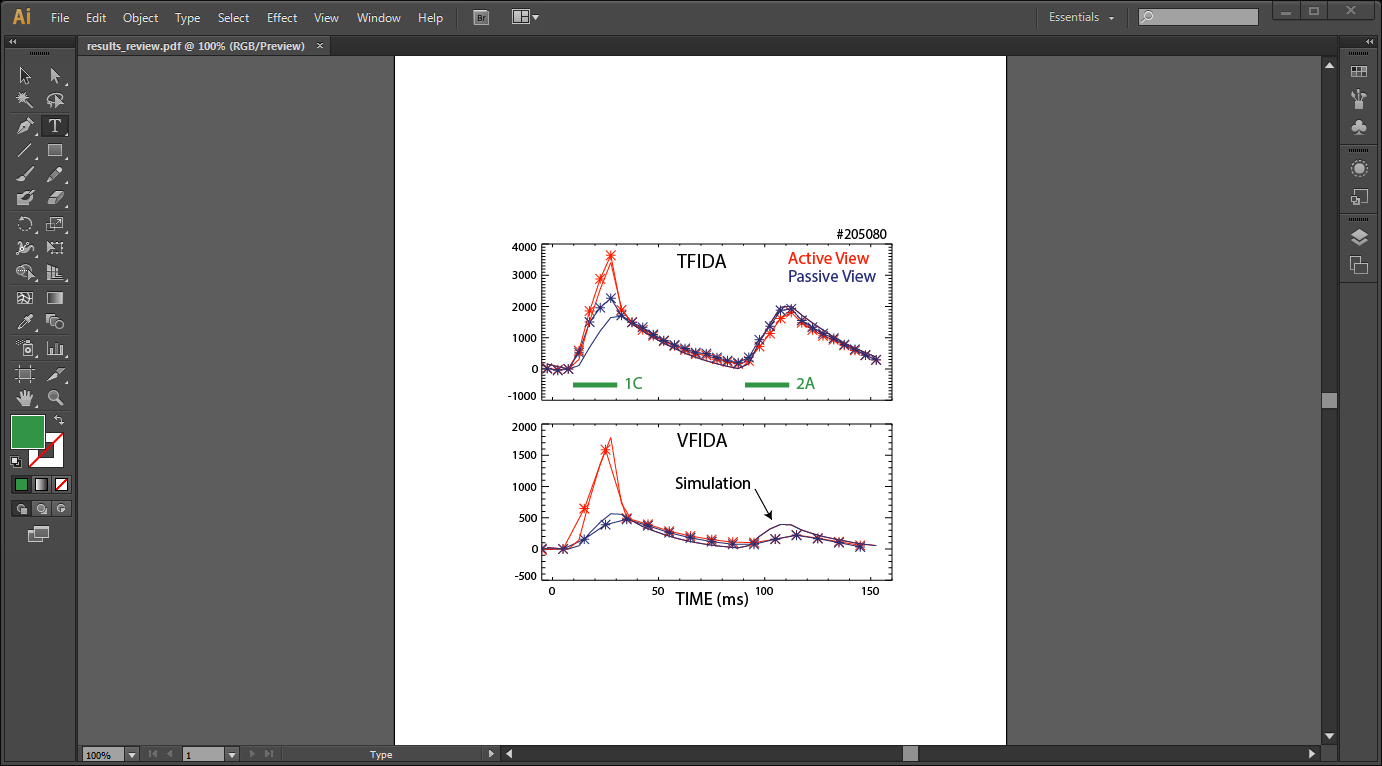 Ai File Edit Object Type Select Effect View Window Help Br Essentials
results_review.pdf @ 100% (RGB/Preview) ×
T
#205080
4000
TFIDA
Active View
Passive View
3000
2000
1000
0
1C
2A
-1000
2000
VFIDA
1500
Simulation
1000
500
0
-500
0
50
100
150
TIME (ms)
100%
1
Type